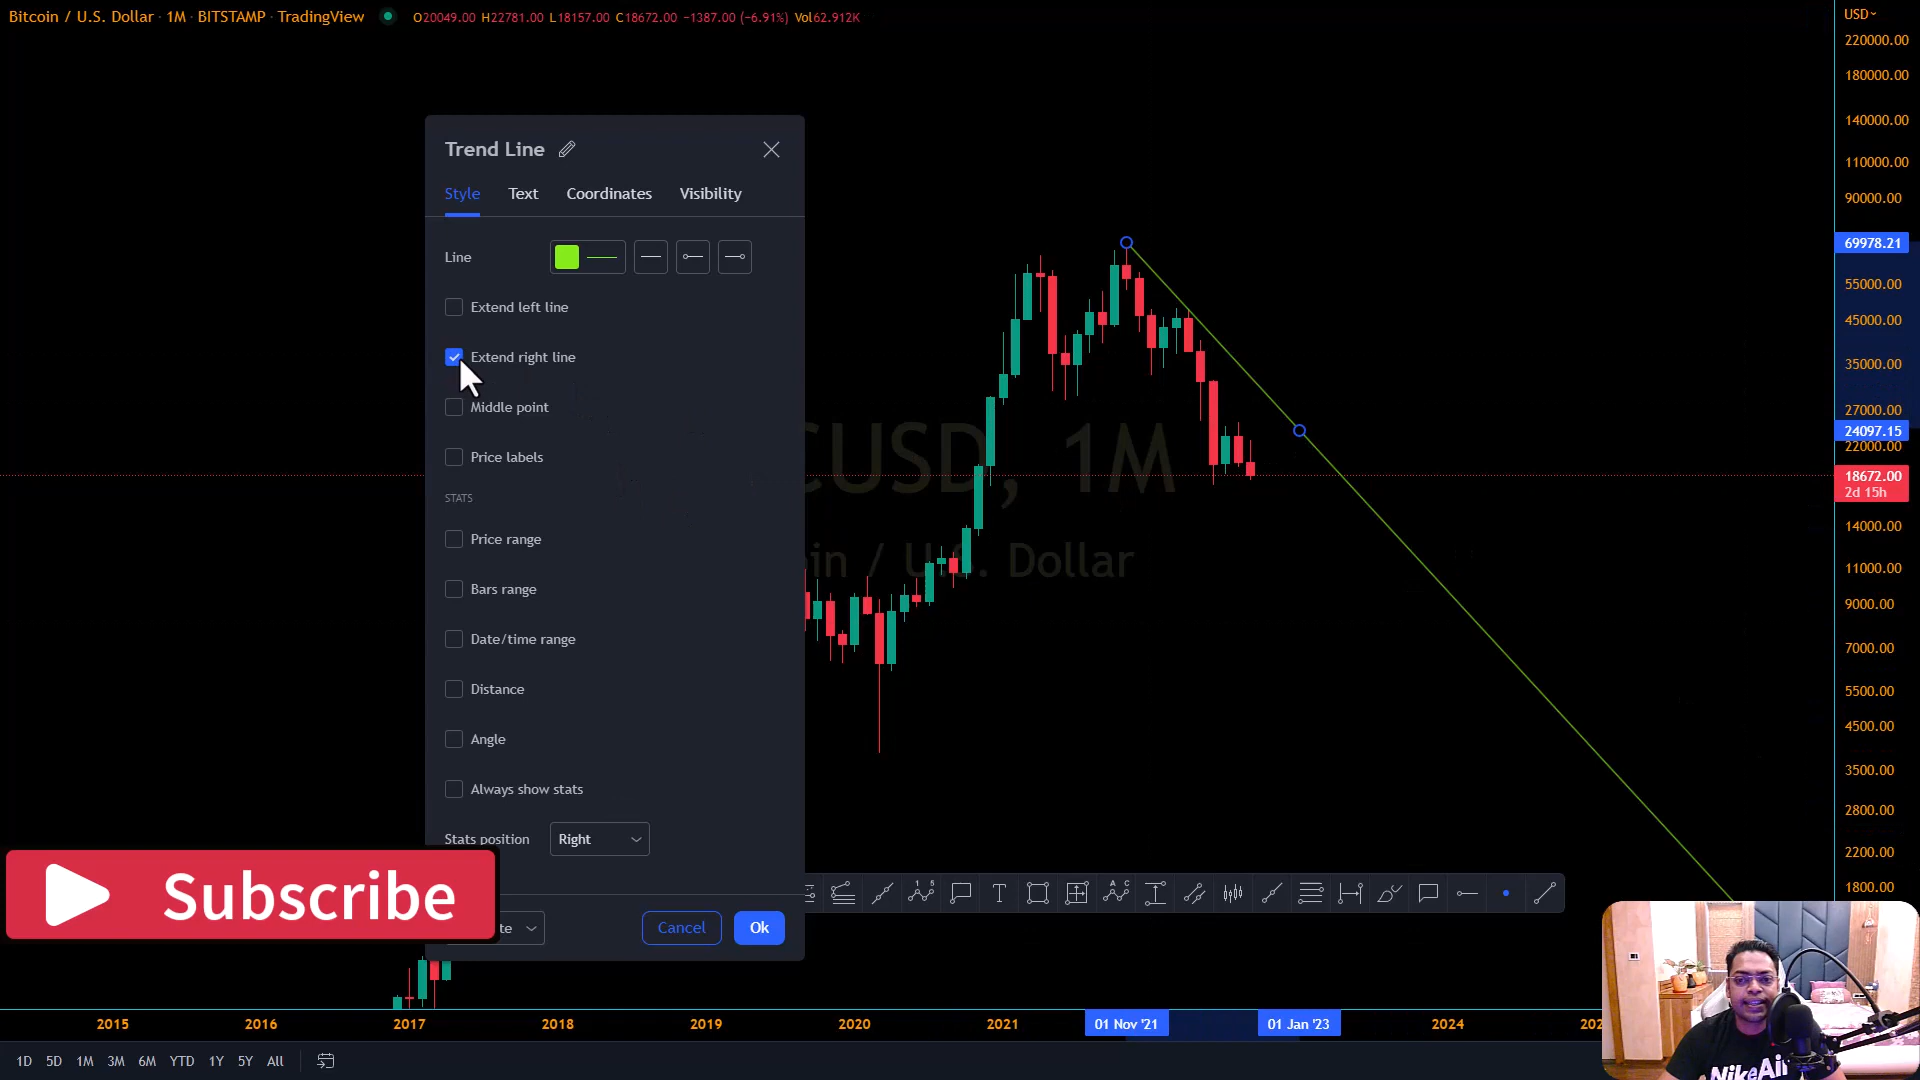 Bitcoin / U.S. Dollar · 1M · BITSTAMP · TradingView
O20049.00 H22781.00 L18157.00 C18672.00 −1387.00 (−6.91%) Vol62.912K
USD
220000.00
180000.00
140000.00
110000.00
90000.00
69978.21
55000.00
45000.00
35000.00
27000.00
24097.15
22000.00
18672.00
2d 15h
14000.00
11000.00
9000.00
7000.00
5500.00
4500.00
3500.00
2800.00
2200.00
1800.00
Trend Line
Style Text Coordinates Visibility
Line
Extend left line
Extend right line
Middle point
Price labels
STATS
Price range
Bars range
Date/time range
Distance
Angle
Always show stats
Stats position Right
Cancel Ok
CUSD, 1M
in / U.S. Dollar
Subscribe
2015 2016 2017 2018 2019 2020 2021 01 Nov '21 01 Jan '23 2024
1D 5D 1M 3M 6M YTD 1Y 5Y All
NikeAir